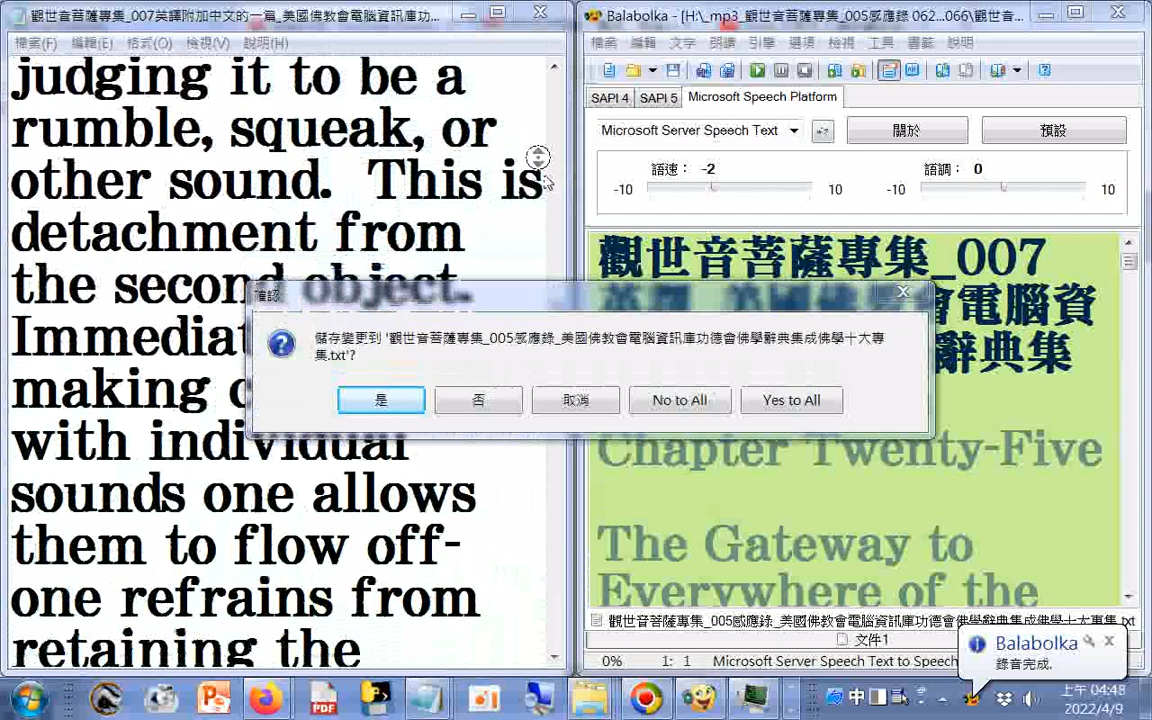 觀世音菩薩專集_007英譯附加中文的一篇_美國佛教會電腦資訊庫功...
檔案(F) 編輯(E) 格式(O) 檢視(V) 說明(H)
judging it to be a
rumble, squeak, or
other sound. This is
detachment from
the second object.
Immediat
making c
with individual
sounds one allows
them to flow off-
one refrains from
retaining the
Balabolka - [H:\_mp3_觀世音菩薩專集_005感應錄 062...066\觀世音...
檔案 編輯 文字 朗讀 引擎 選項 檢視 工具 書籤 說明
SAPI 4 SAPI 5 Microsoft Speech Platform
Microsoft Server Speech Text 關於 預設
語速: -2 語調: 0
-10 10 -10 10
觀世音菩薩專集_007
英譯_美國佛教會電腦資
辭典集
Chapter Twenty-Five
The Gateway to
Everywhere of the
確認
儲存變更到 '觀世音菩薩專集_005感應錄_美國佛教會電腦資訊庫功德會佛學辭典集成佛學十大專
集.txt'?
是 否 取消 No to All Yes to All
觀世音菩薩專集_005感應錄_美國佛教會電腦資訊庫功德會佛學辭典集成佛學十大專集.txt
文件1
0% 1: 1 Microsoft Server Speech Text to Speech
Balabolka
錄音完成.
中
上午 04:48
2022/4/9